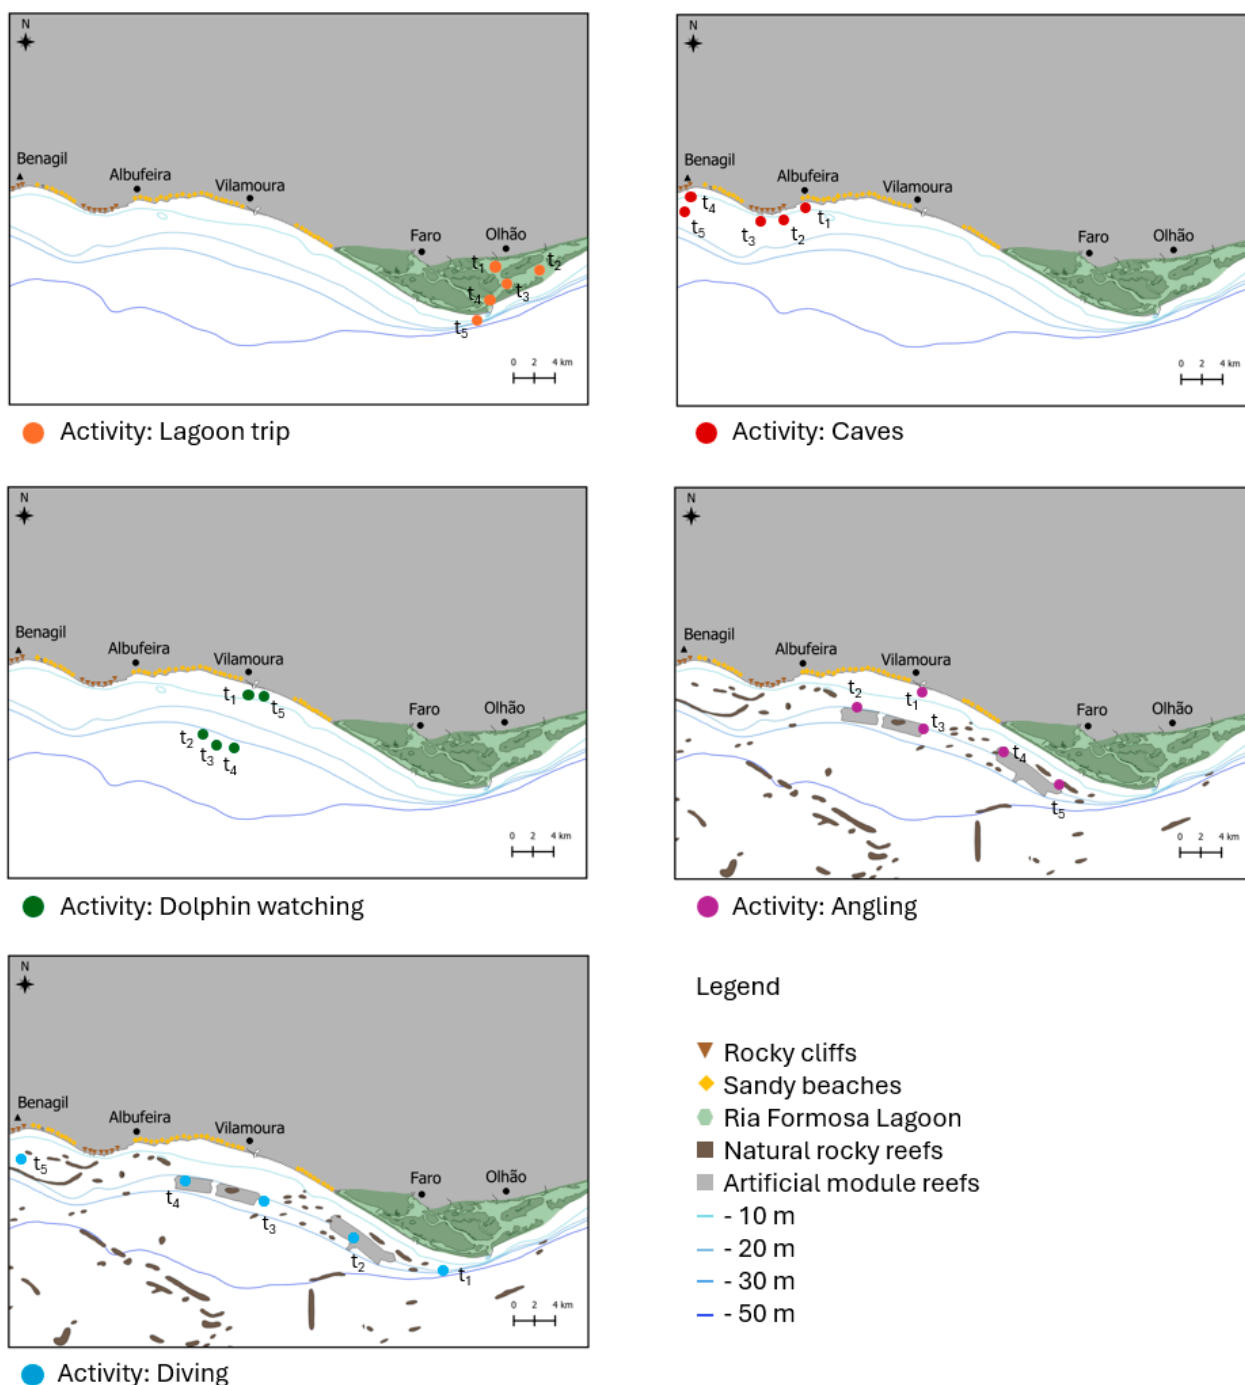 N
Benagil
Albufeira
Vilamoura
Faro
Olhão
t1
t2
t3
t4
t5
0 2 4 km
Activity: Lagoon trip
N
Benagil
Albufeira
Vilamoura
Faro
Olhão
t4
t5
t3
t2
t1
0 2 4 km
Activity: Caves
N
Benagil
Albufeira
Vilamoura
Faro
Olhão
t1
t5
t2
t3
t4
0 2 4 km
Activity: Dolphin watching
N
Benagil
Albufeira
Vilamoura
Faro
Olhão
t2
t1
t3
t4
t5
0 2 4 km
Activity: Angling
N
Benagil
Albufeira
Vilamoura
Faro
Olhão
t5
t4
t3
t2
t1
0 2 4 km
Activity: Diving
Legend
Rocky cliffs
Sandy beaches
Ria Formosa Lagoon
Natural rocky reefs
Artificial module reefs
- 10 m
- 20 m
- 30 m
- 50 m